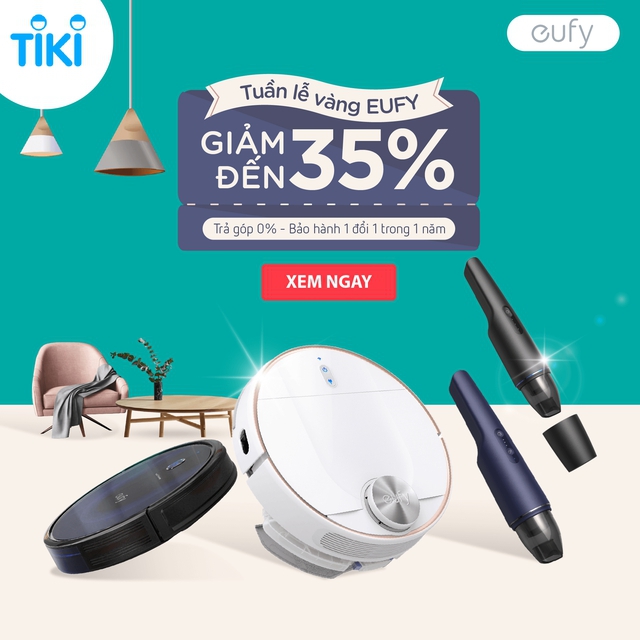 TIKI
eufy
Tuần lễ vàng EUFY
GIẢM ĐẾN 35%
Trả góp 0% - Bảo hành 1 đổi 1 trong 1 năm
XEM NGAY
eufy